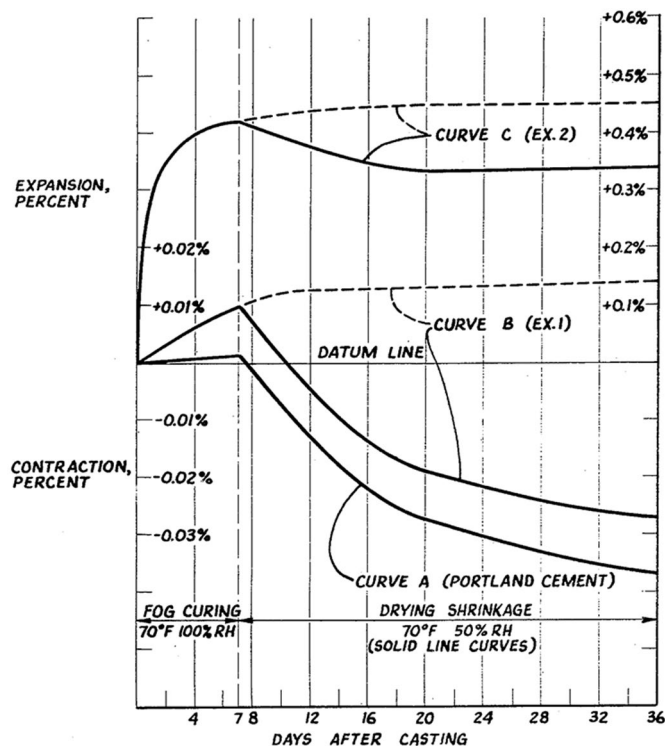 +0.6%
+0.5%
CURVE C (EX.2)
+0.4%
EXPANSION,
PERCENT
+0.3%
+0.02%
+0.2%
+0.01%
+0.1%
CURVE B (EX.1)
DATUM LINE
-0.01%
CONTRACTION,
PERCENT
-0.02%
-0.03%
CURVE A (PORTLAND CEMENT)
FOG CURING
70°F 100% RH
DRYING SHRINKAGE
70°F 50% RH
(SOLID LINE CURVES)
4 7 8 12 16 20 24 28 32 36
DAYS AFTER CASTING